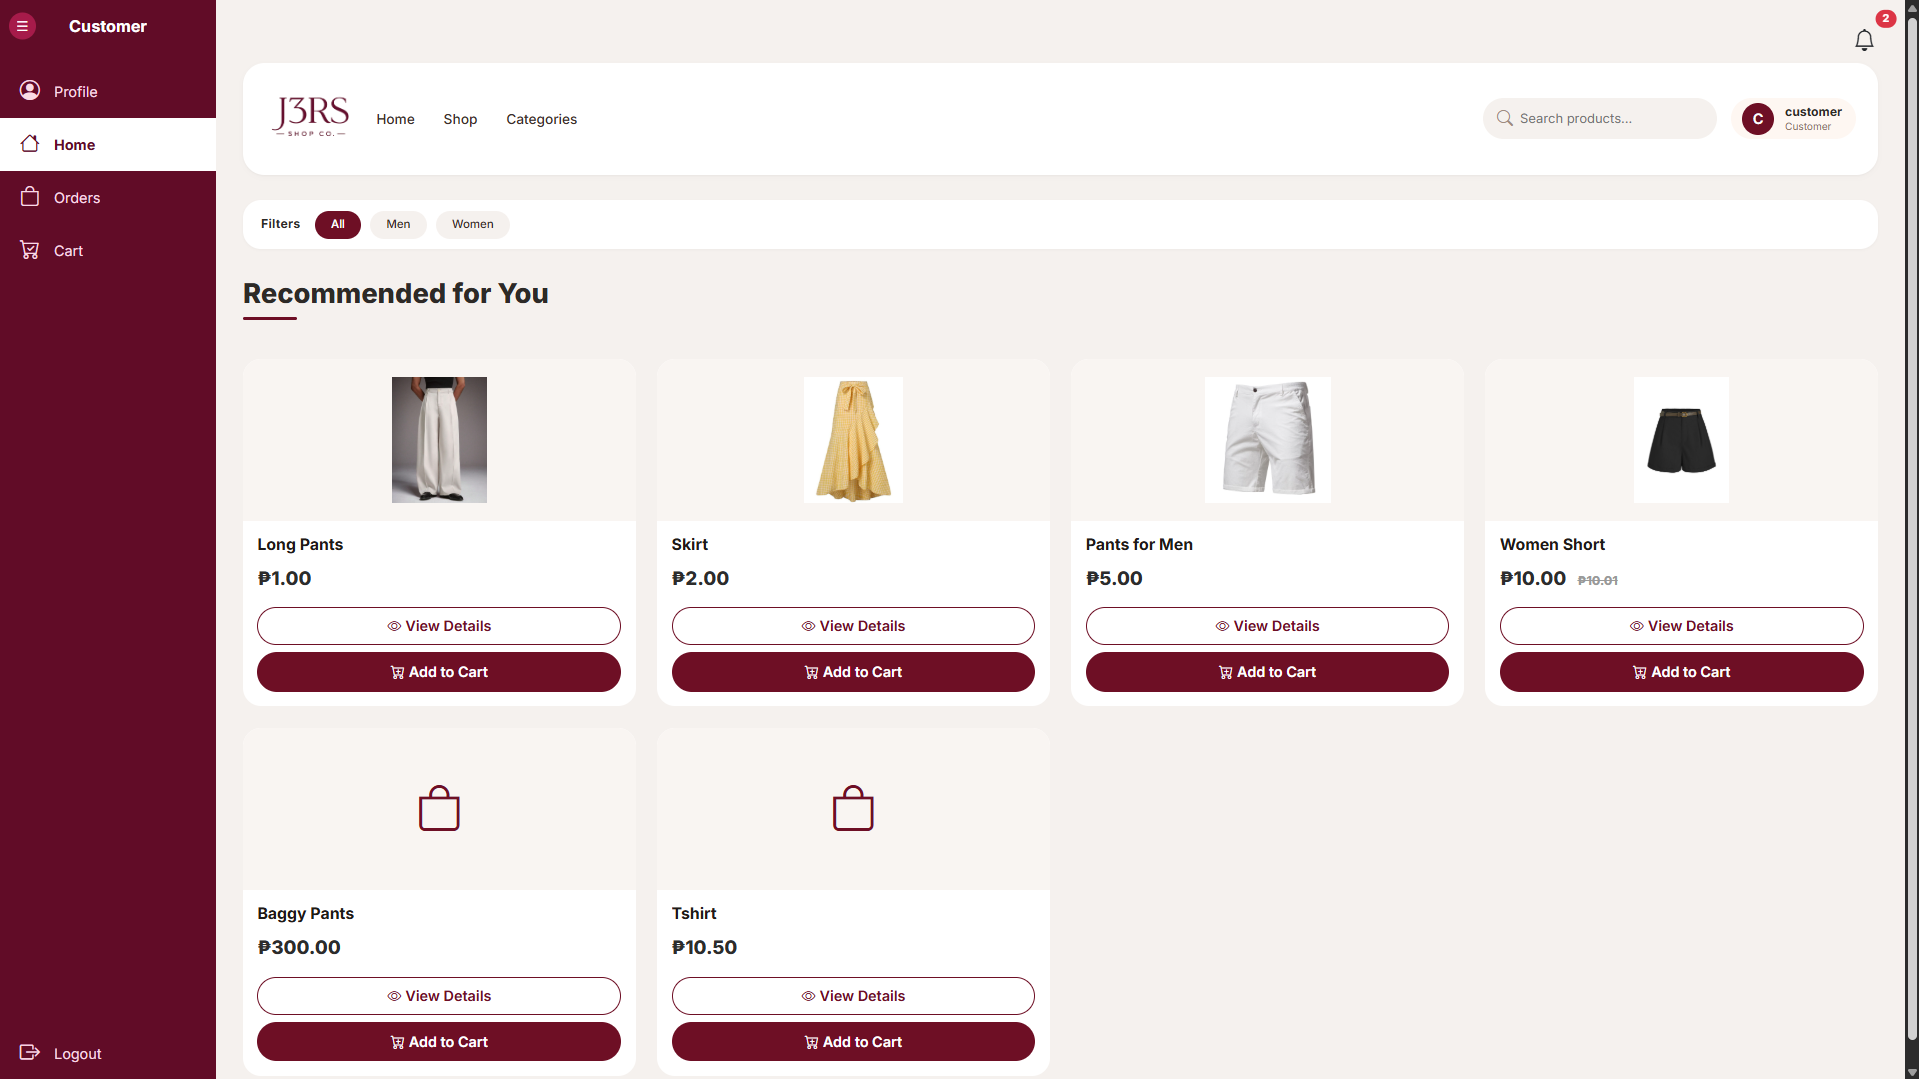 Customer
2
Profile
Home
Orders
Cart
Logout
J3RS
SHOP CO.
Home
Shop
Categories
Search products...
C
customer
Customer
Filters
All
Men
Women
Recommended for You
Long Pants
₱1.00
View Details
Add to Cart
Skirt
₱2.00
View Details
Add to Cart
Pants for Men
₱5.00
View Details
Add to Cart
Women Short
₱10.00 ₱10.01
View Details
Add to Cart
Baggy Pants
₱300.00
View Details
Add to Cart
Tshirt
₱10.50
View Details
Add to Cart